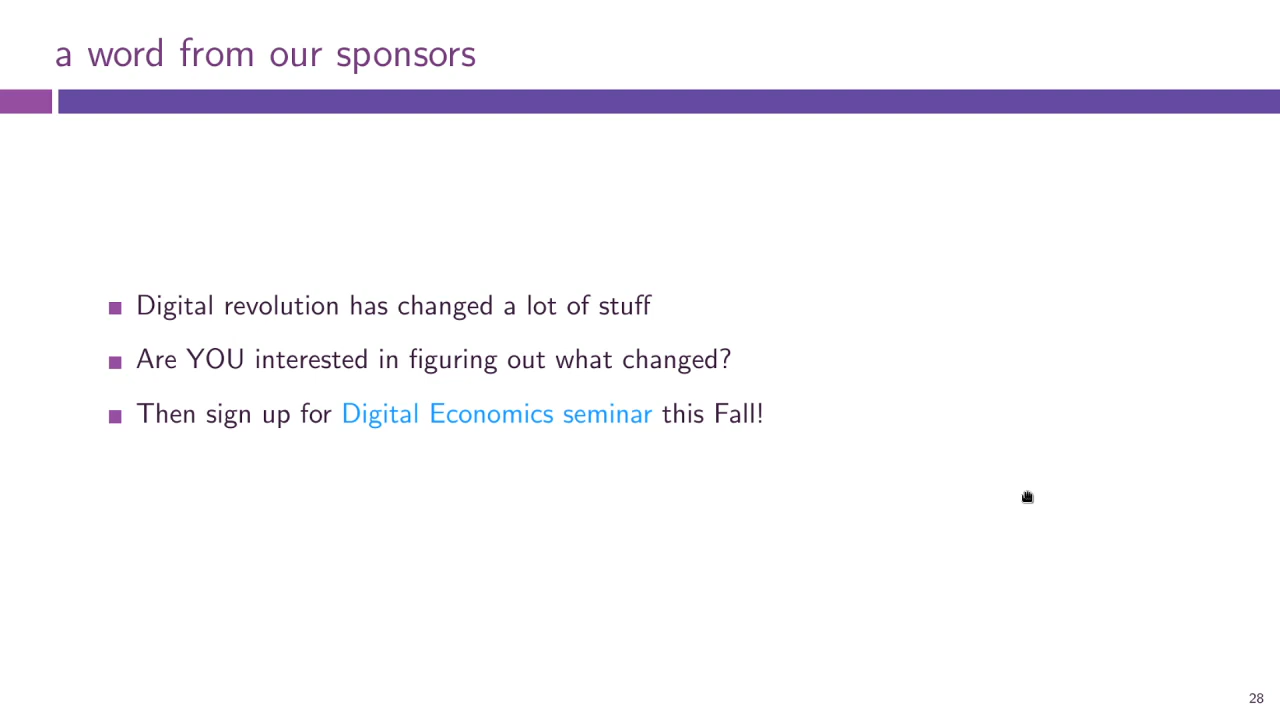 a word from our sponsors
Digital revolution has changed a lot of stuff
Are YOU interested in figuring out what changed?
Then sign up for Digital Economics seminar this Fall!
28